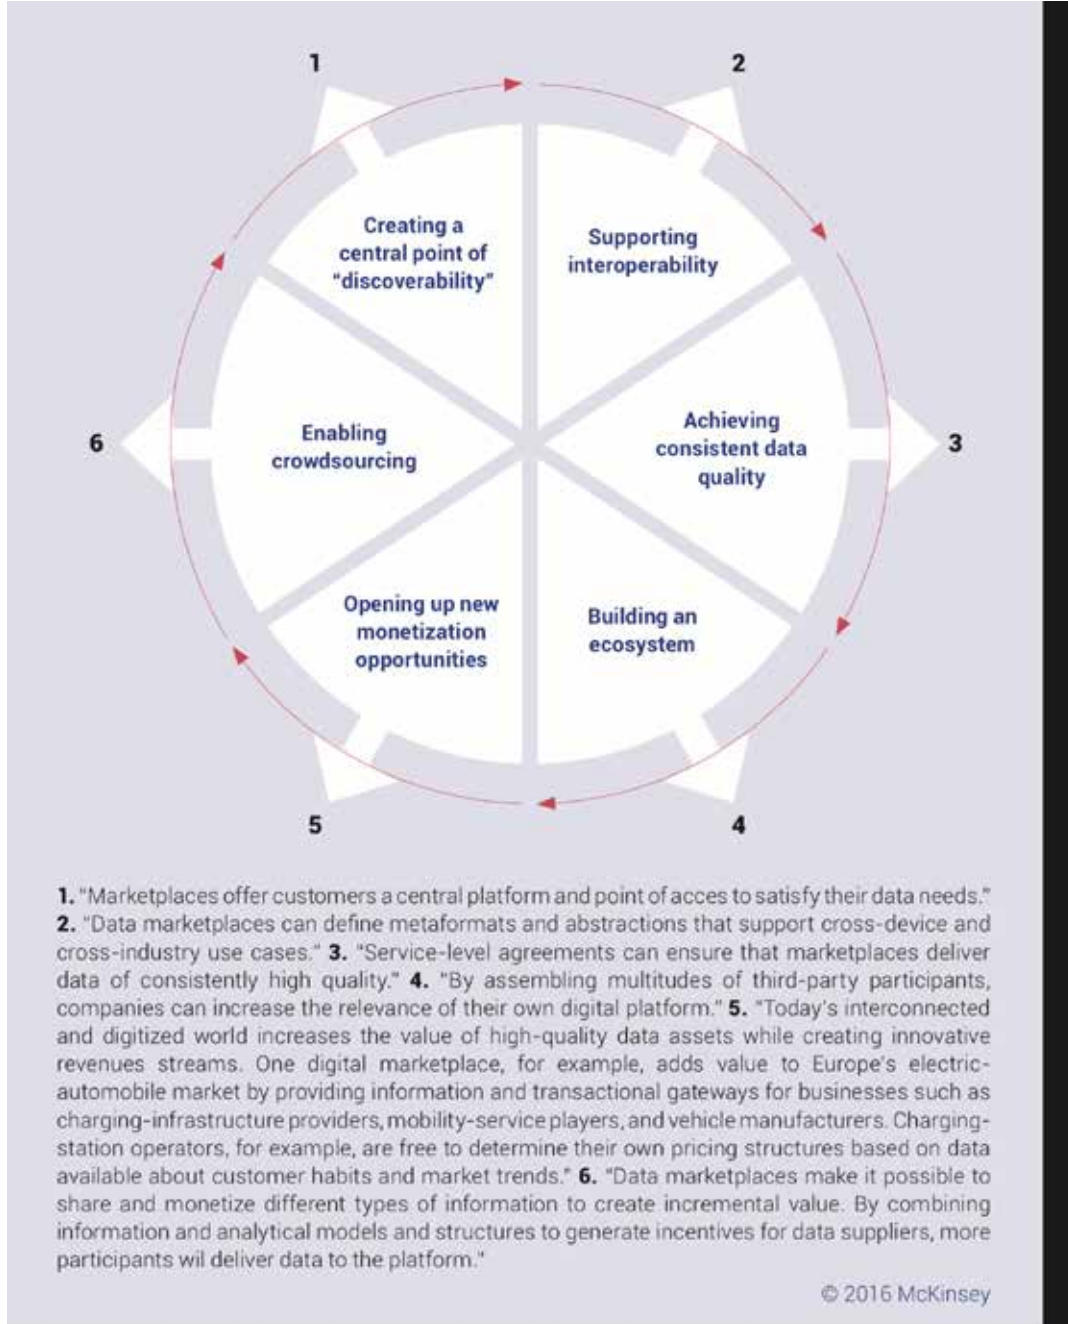 1
2
Creating a
central point of
"discoverability"
Supporting
interoperability
6
Enabling
crowdsourcing
Achieving
consistent data
quality
3
Opening up new
monetization
opportunities
Building an
ecosystem
5
4
1. "Marketplaces offer customers a central platform and point of acces to satisfy their data needs."
2. "Data marketplaces can define metaformats and abstractions that support cross-device and
cross-industry use cases." 3. "Service-level agreements can ensure that marketplaces deliver
data of consistently high quality." 4. "By assembling multitudes of third-party participants,
companies can increase the relevance of their own digital platform." 5. "Today's interconnected
and digitized world increases the value of high-quality data assets while creating innovative
revenues streams. One digital marketplace, for example, adds value to Europe's electric-
automobile market by providing information and transactional gateways for businesses such as
charging-infrastructure providers, mobility-service players, and vehicle manufacturers. Charging-
station operators, for example, are free to determine their own pricing structures based on data
available about customer habits and market trends." 6. "Data marketplaces make it possible to
share and monetize different types of information to create incremental value. By combining
information and analytical models and structures to generate incentives for data suppliers, more
participants wil deliver data to the platform."
© 2016 McKinsey